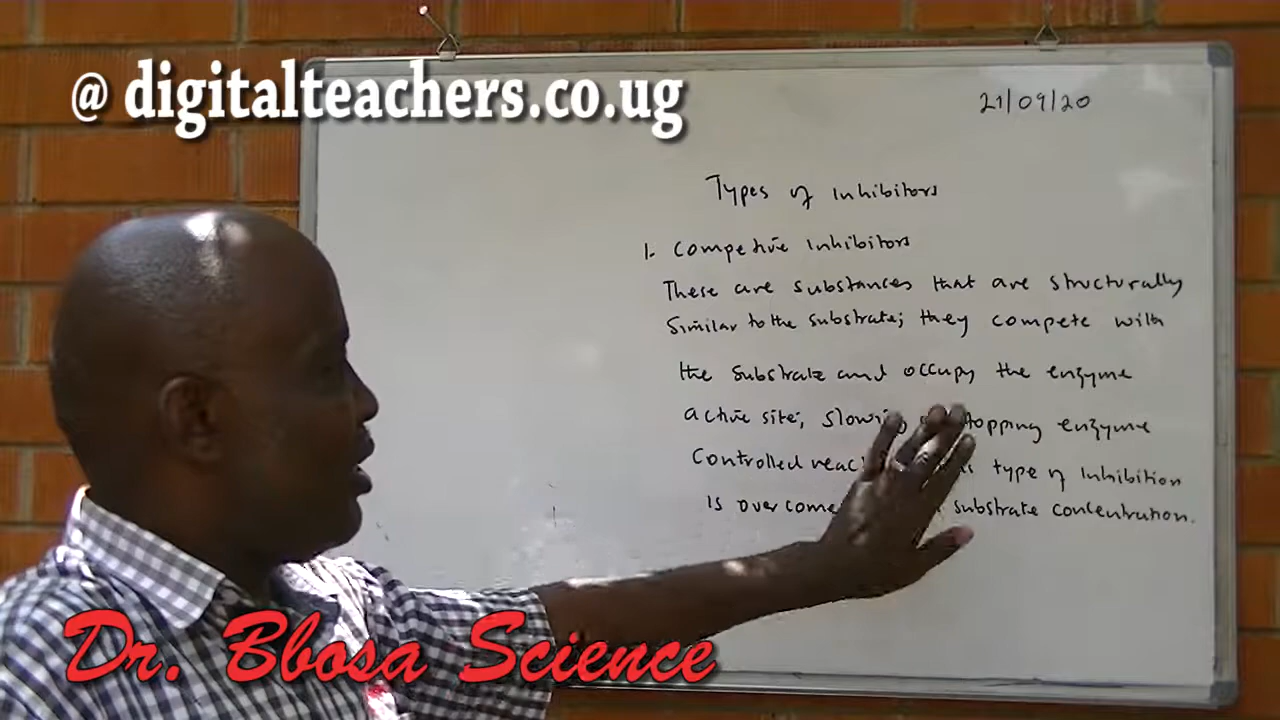 @ digitalteachers.co.ug
21/09/20
Types of Inhibitors
1. Competive Inhibitors
These are substances that are structurally
Similar to the substrate; they compete with
the substrate and occupy the enzyme
active site; slowing stopping enzyme
Controlled type of Inhibition
Is overcome substrate concentration.
Dr. Bbosa Science